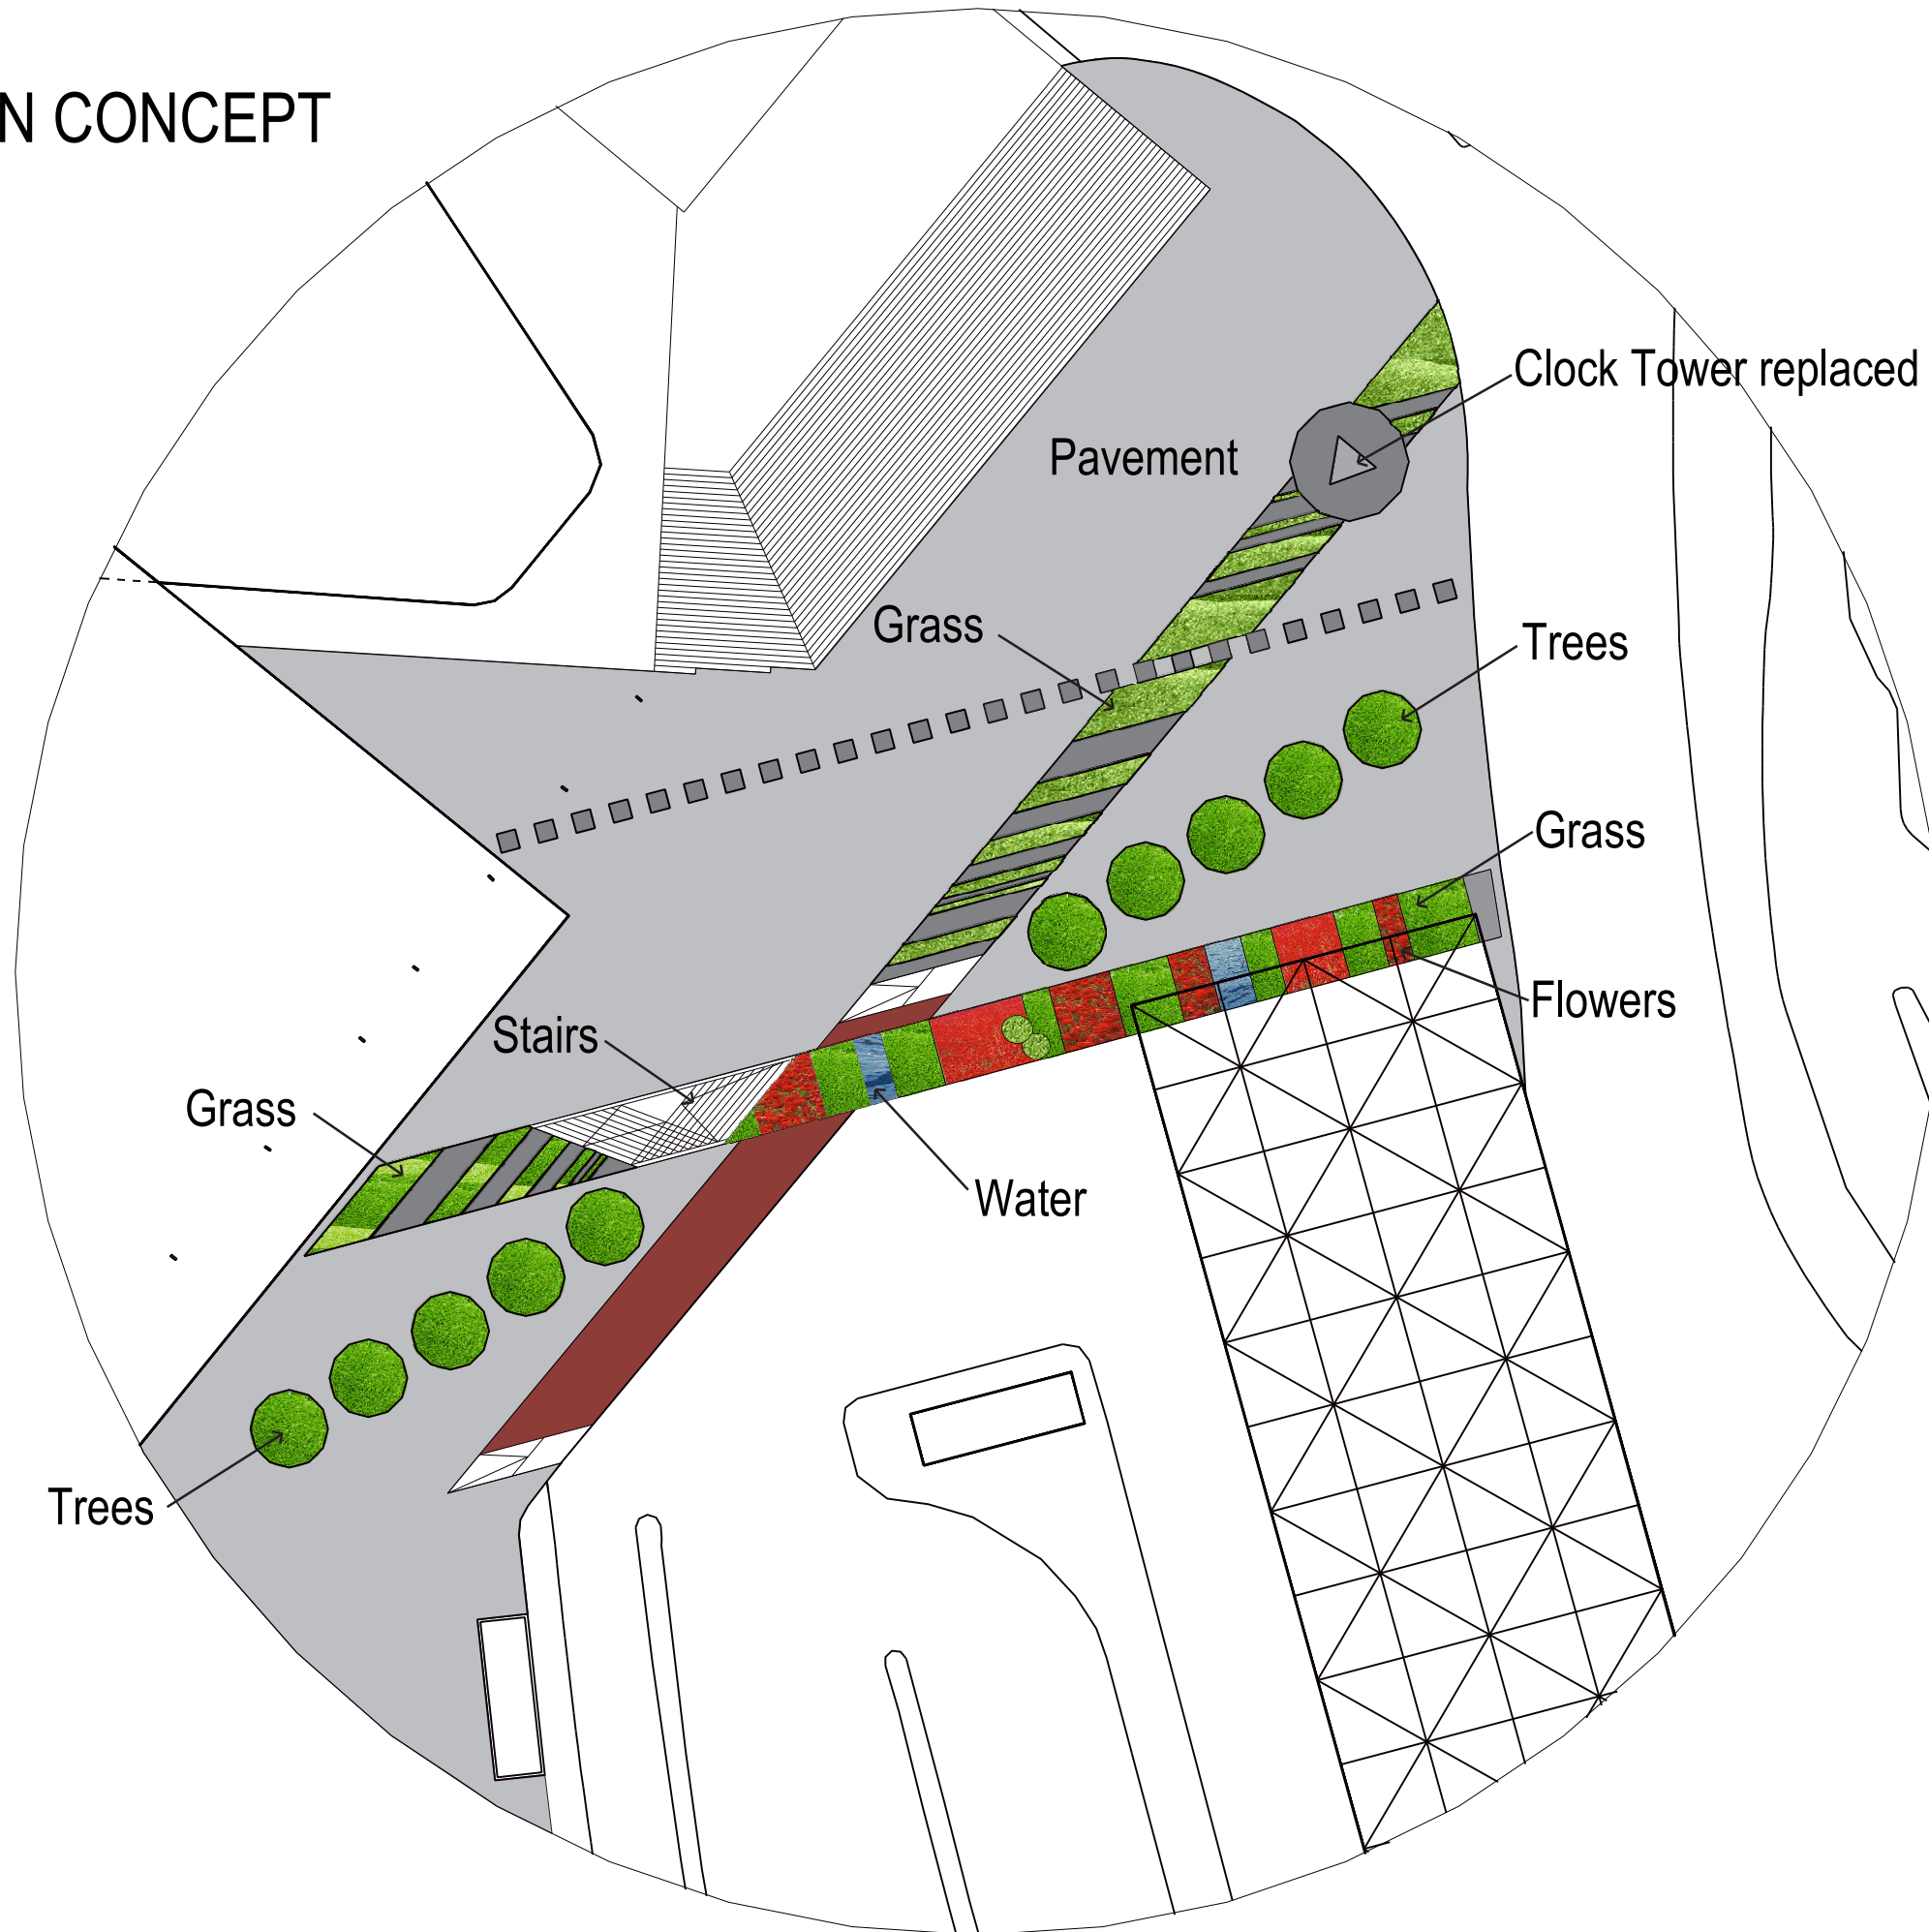 N CONCEPT
Clock Tower replaced
Pavement
Grass
Trees
Grass
Flowers
Stairs
Grass
Water
Trees